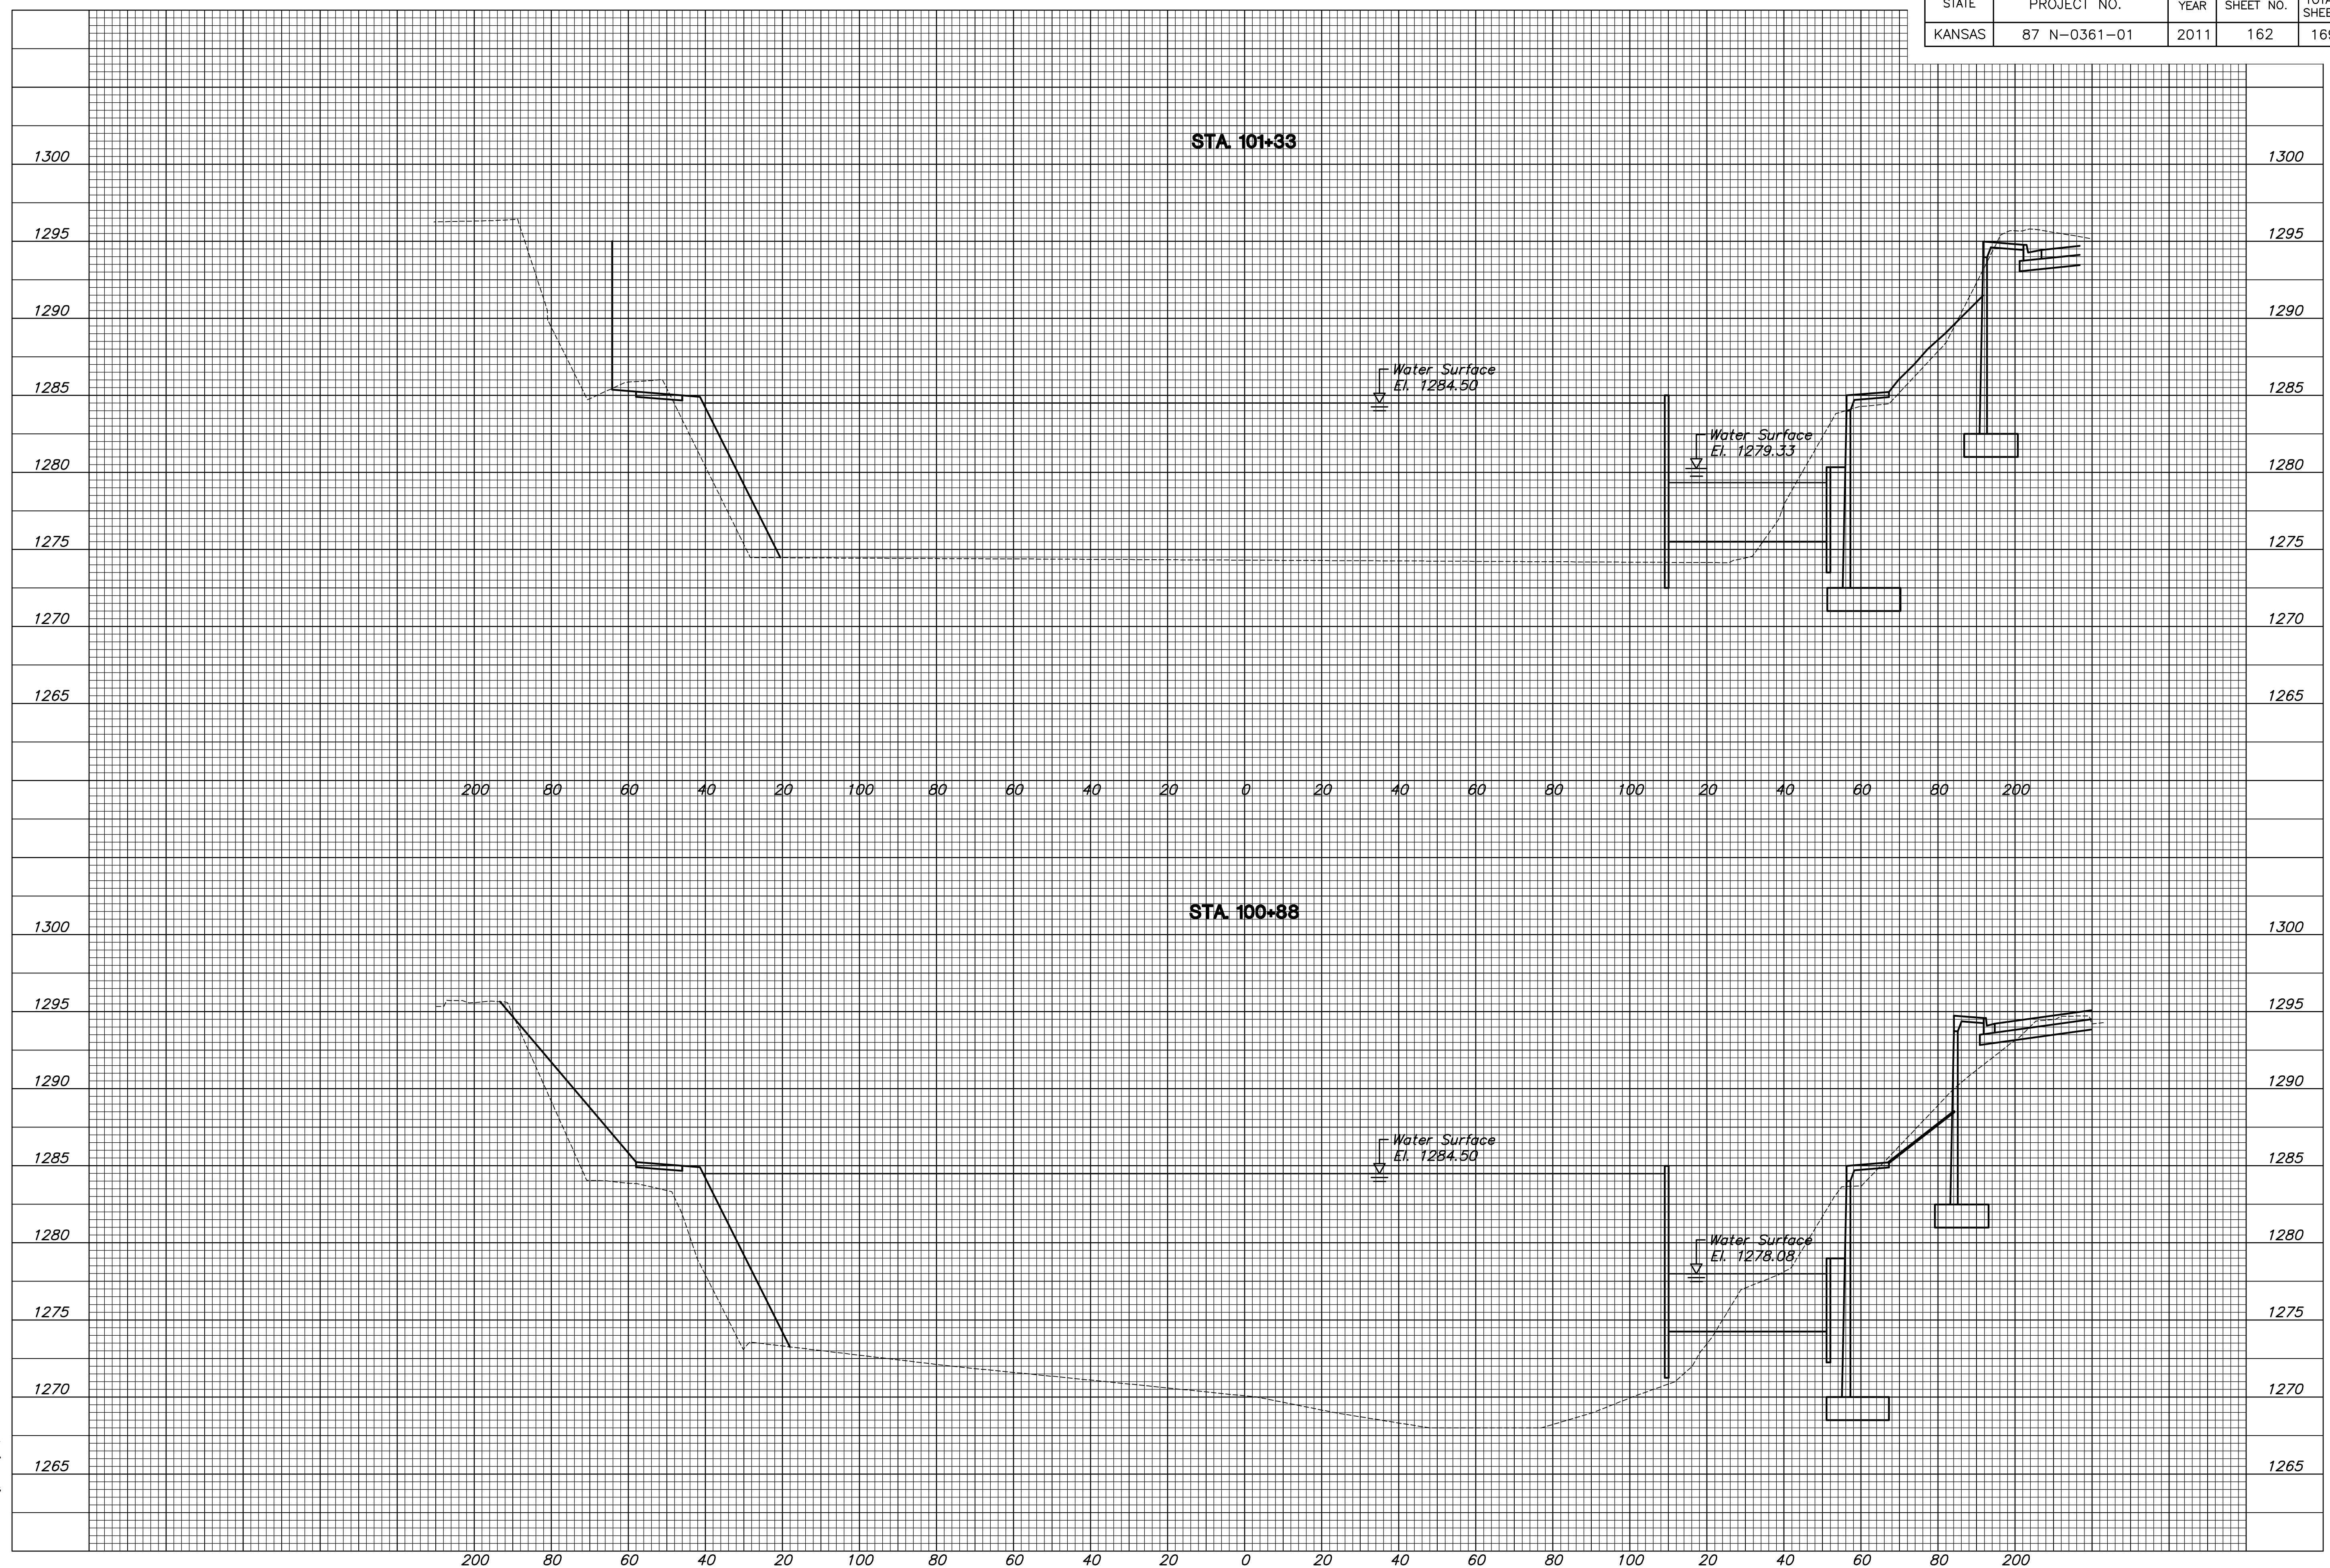 STATE PROJECT NO. YEAR SHEET NO.
KANSAS 87 N-0361-01 2011 162 169
STA. 101+33
1300 1300
1295 1295
1290 1290
Water Surface
1285 El. 1284.50 1285
Water Surface
1280 El. 1279.33 1280
1275 1275
1270 1270
1265 1265
200 80 60 40 20 100 80 60 40 20 0 20 40 60 80 100 20 40 60 80 200
STA. 100+88
1300 1300
1295 1295
1290 1290
Water Surface
1285 El. 1284.50 1285
Water Surface
1280 El. 1278.08 1280
1275 1275
1270 1270
1265 1265
200 80 60 40 20 100 80 60 40 20 0 20 40 60 80 100 20 40 60 80 200